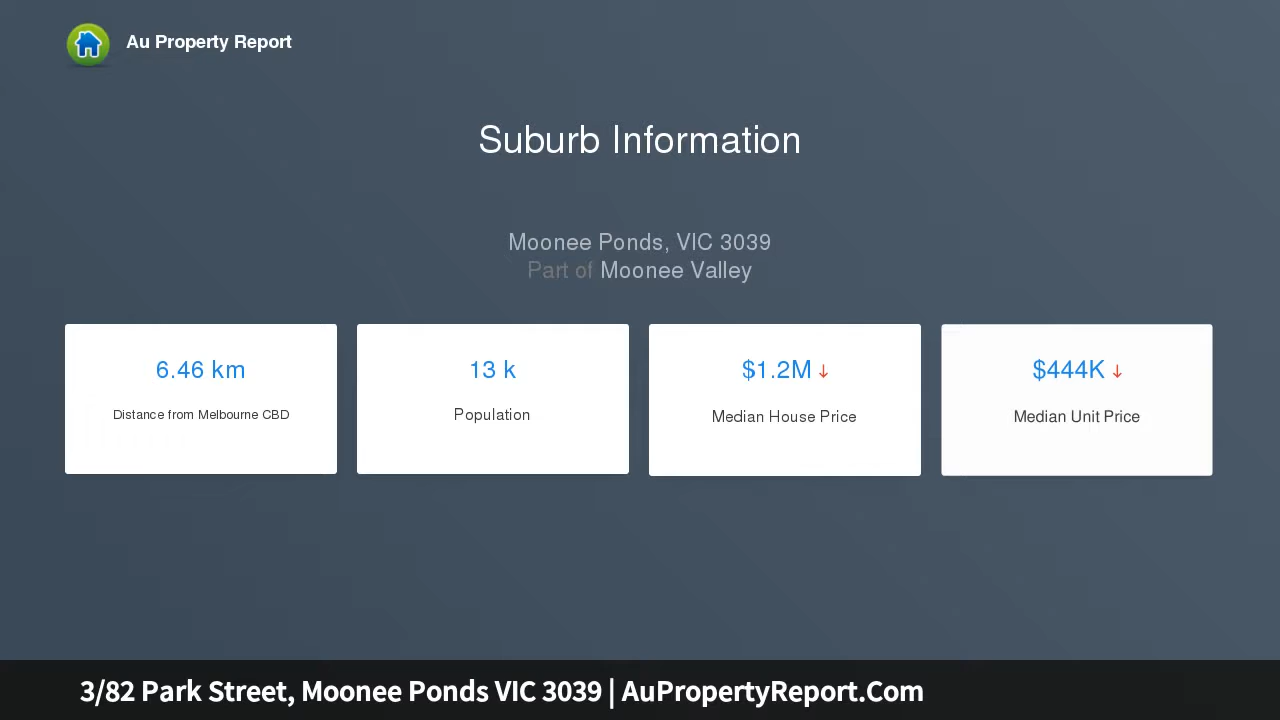 Au Property Report
Suburb Information
Moonee Ponds, VIC 3039
Part of Moonee Valley
6.46 km
Distance from Melbourne CBD
13 k
Population
$1.2M ↓
Median House Price
$444K ↓
Median Unit Price
3/82 Park Street, Moonee Ponds VIC 3039 | AuPropertyReport.Com